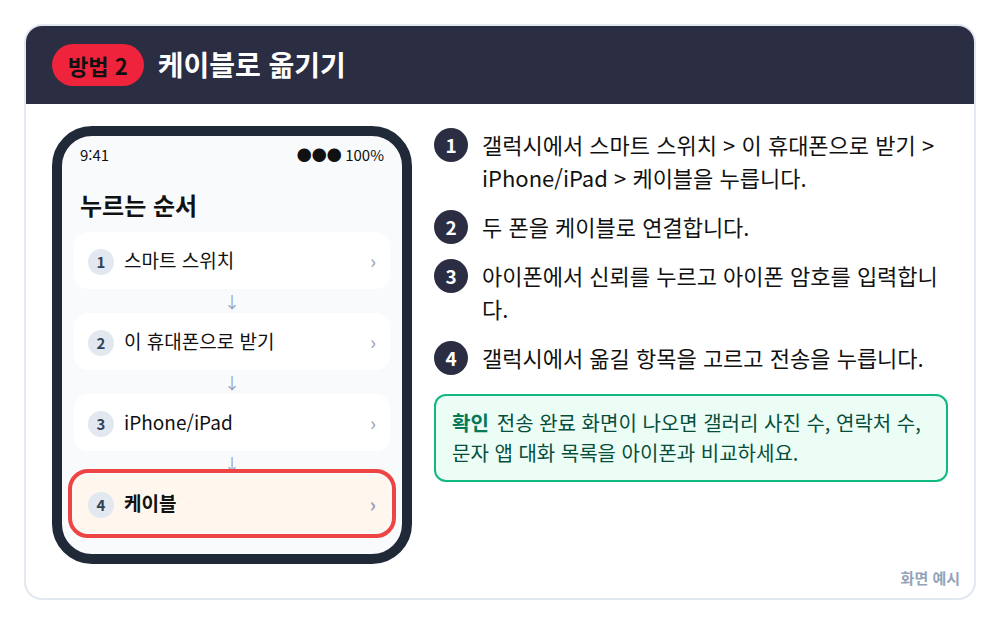 방법 2 케이블로 옮기기
9:41 ●●● 100%
누르는 순서
1 스마트 스위치 ›
↓
2 이 휴대폰으로 받기 ›
↓
3 iPhone/iPad ›
↓
4 케이블 ›
1 갤럭시에서 스마트 스위치 > 이 휴대폰으로 받기 >
iPhone/iPad > 케이블을 누릅니다.
2 두 폰을 케이블로 연결합니다.
3 아이폰에서 신뢰를 누르고 아이폰 암호를 입력합니
다.
4 갤럭시에서 옮길 항목을 고르고 전송을 누릅니다.
확인 전송 완료 화면이 나오면 갤러리 사진 수, 연락처 수,
문자 앱 대화 목록을 아이폰과 비교하세요.
화면 예시